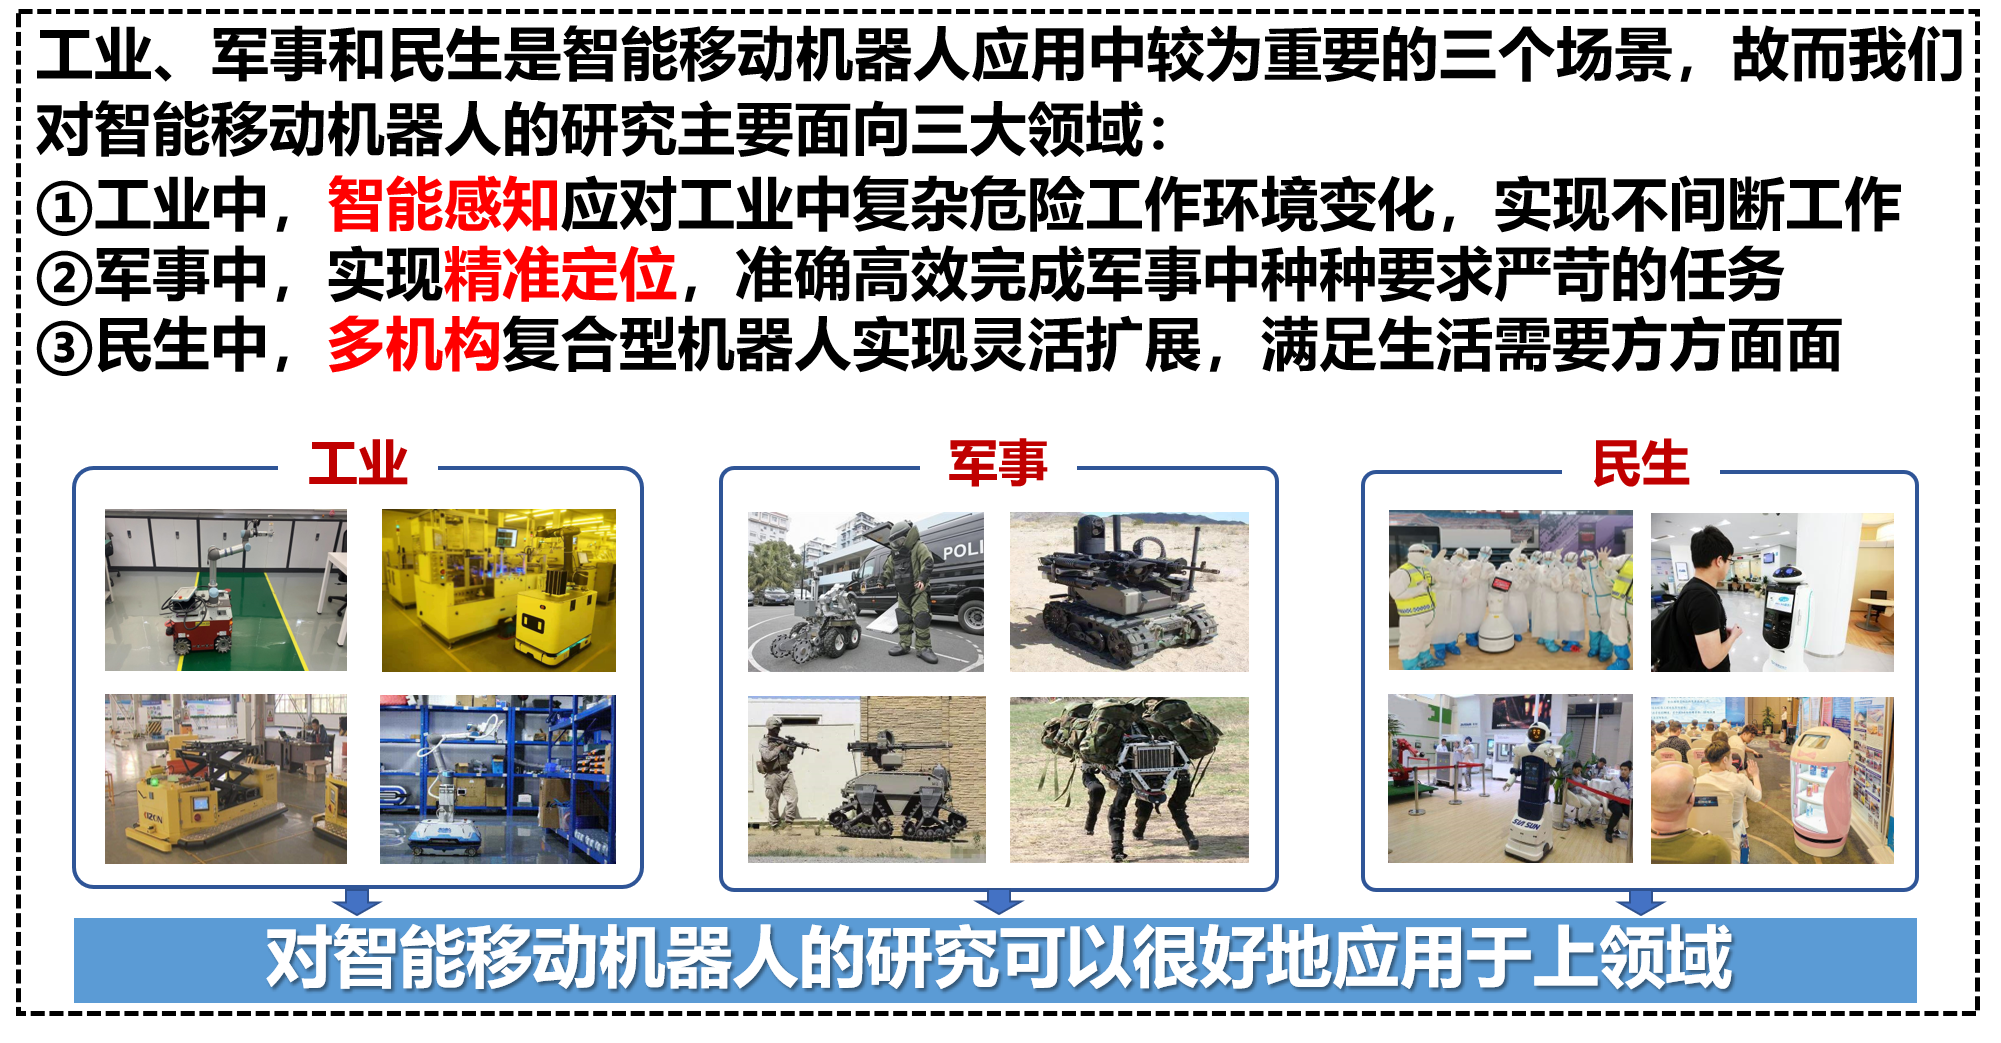 工业、军事和民生是智能移动机器人应用中较为重要的三个场景，故而我们
对智能移动机器人的研究主要面向三大领域：
①工业中，智能感知应对工业中复杂危险工作环境变化，实现不间断工作
②军事中，实现精准定位，准确高效完成军事中种种要求严苛的任务
③民生中，多机构复合型机器人实现灵活扩展，满足生活需要方方面面
工业
军事
民生
POLI
SUN SUN
对智能移动机器人的研究可以很好地应用于上领域